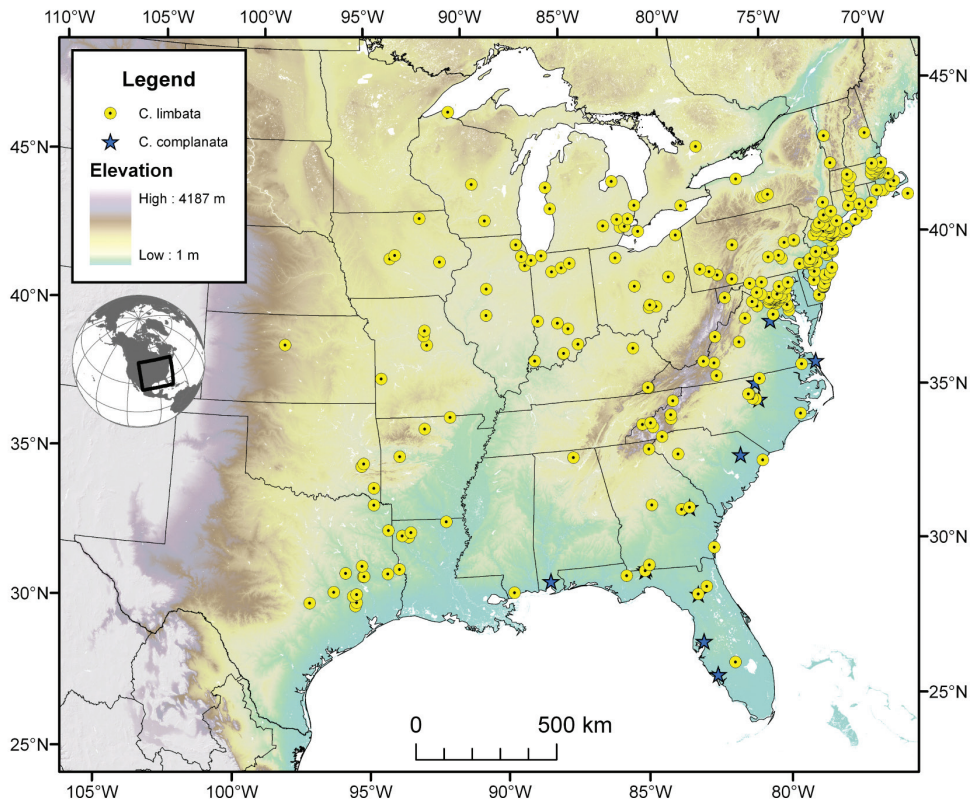 110°W 105°W 100°W 95°W 90°W 85°W 80°W 75°W 70°W
Legend
C. limbata
C. complanata
Elevation
High : 4187 m
Low : 1 m
45°N
45°N
40°N
40°N
35°N
35°N
30°N
30°N
25°N
25°N
0 500 km
105°W 100°W 95°W 90°W 85°W 80°W